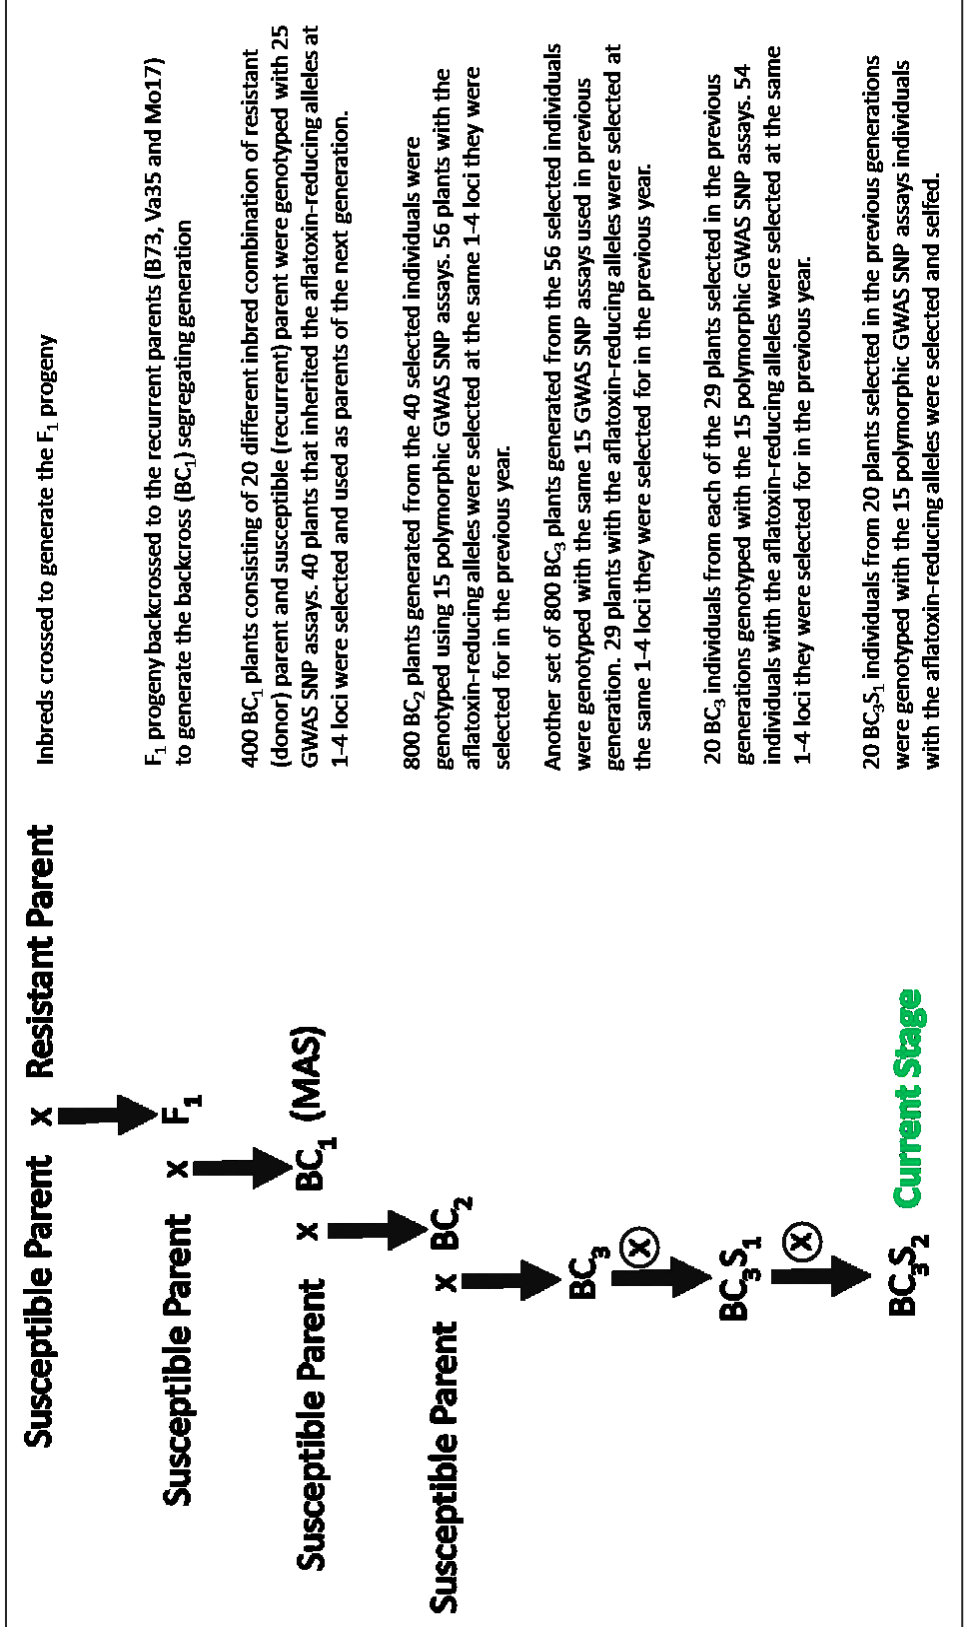 Susceptible Parent x Resistant Parent
Inbreds crossed to generate the F1 progeny
Susceptible Parent x F1
F1 progeny backcrossed to the recurrent parents (B73, Va35 and Mo17)
to generate the backcross (BC1) segregating generation
Susceptible Parent x BC1 (MAS)
400 BC1 plants consisting of 20 different inbred combination of resistant
(donor) parent and susceptible (recurrent) parent were genotyped with 25
GWAS SNP assays. 40 plants that inherited the aflatoxin-reducing alleles at
1-4 loci were selected and used as parents of the next generation.
Susceptible Parent x BC2
800 BC2 plants generated from the 40 selected individuals were
genotyped using 15 polymorphic GWAS SNP assays. 56 plants with the
aflatoxin-reducing alleles were selected at the same 1-4 loci they were
selected for in the previous year.
BC3
Another set of 800 BC3 plants generated from the 56 selected individuals
were genotyped with the same 15 GWAS SNP assays used in previous
generation. 29 plants with the aflatoxin-reducing alleles were selected at
the same 1-4 loci they were selected for in the previous year.
X
BC3S1
20 BC3 individuals from each of the 29 plants selected in the previous
generations genotyped with the 15 polymorphic GWAS SNP assays. 54
individuals with the aflatoxin-reducing alleles were selected at the same
1-4 loci they were selected for in the previous year.
X
BC3S2 Current Stage
20 BC3S1 individuals from 20 plants selected in the previous generations
were genotyped with the 15 polymorphic GWAS SNP assays individuals
with the aflatoxin-reducing alleles were selected and selfed.